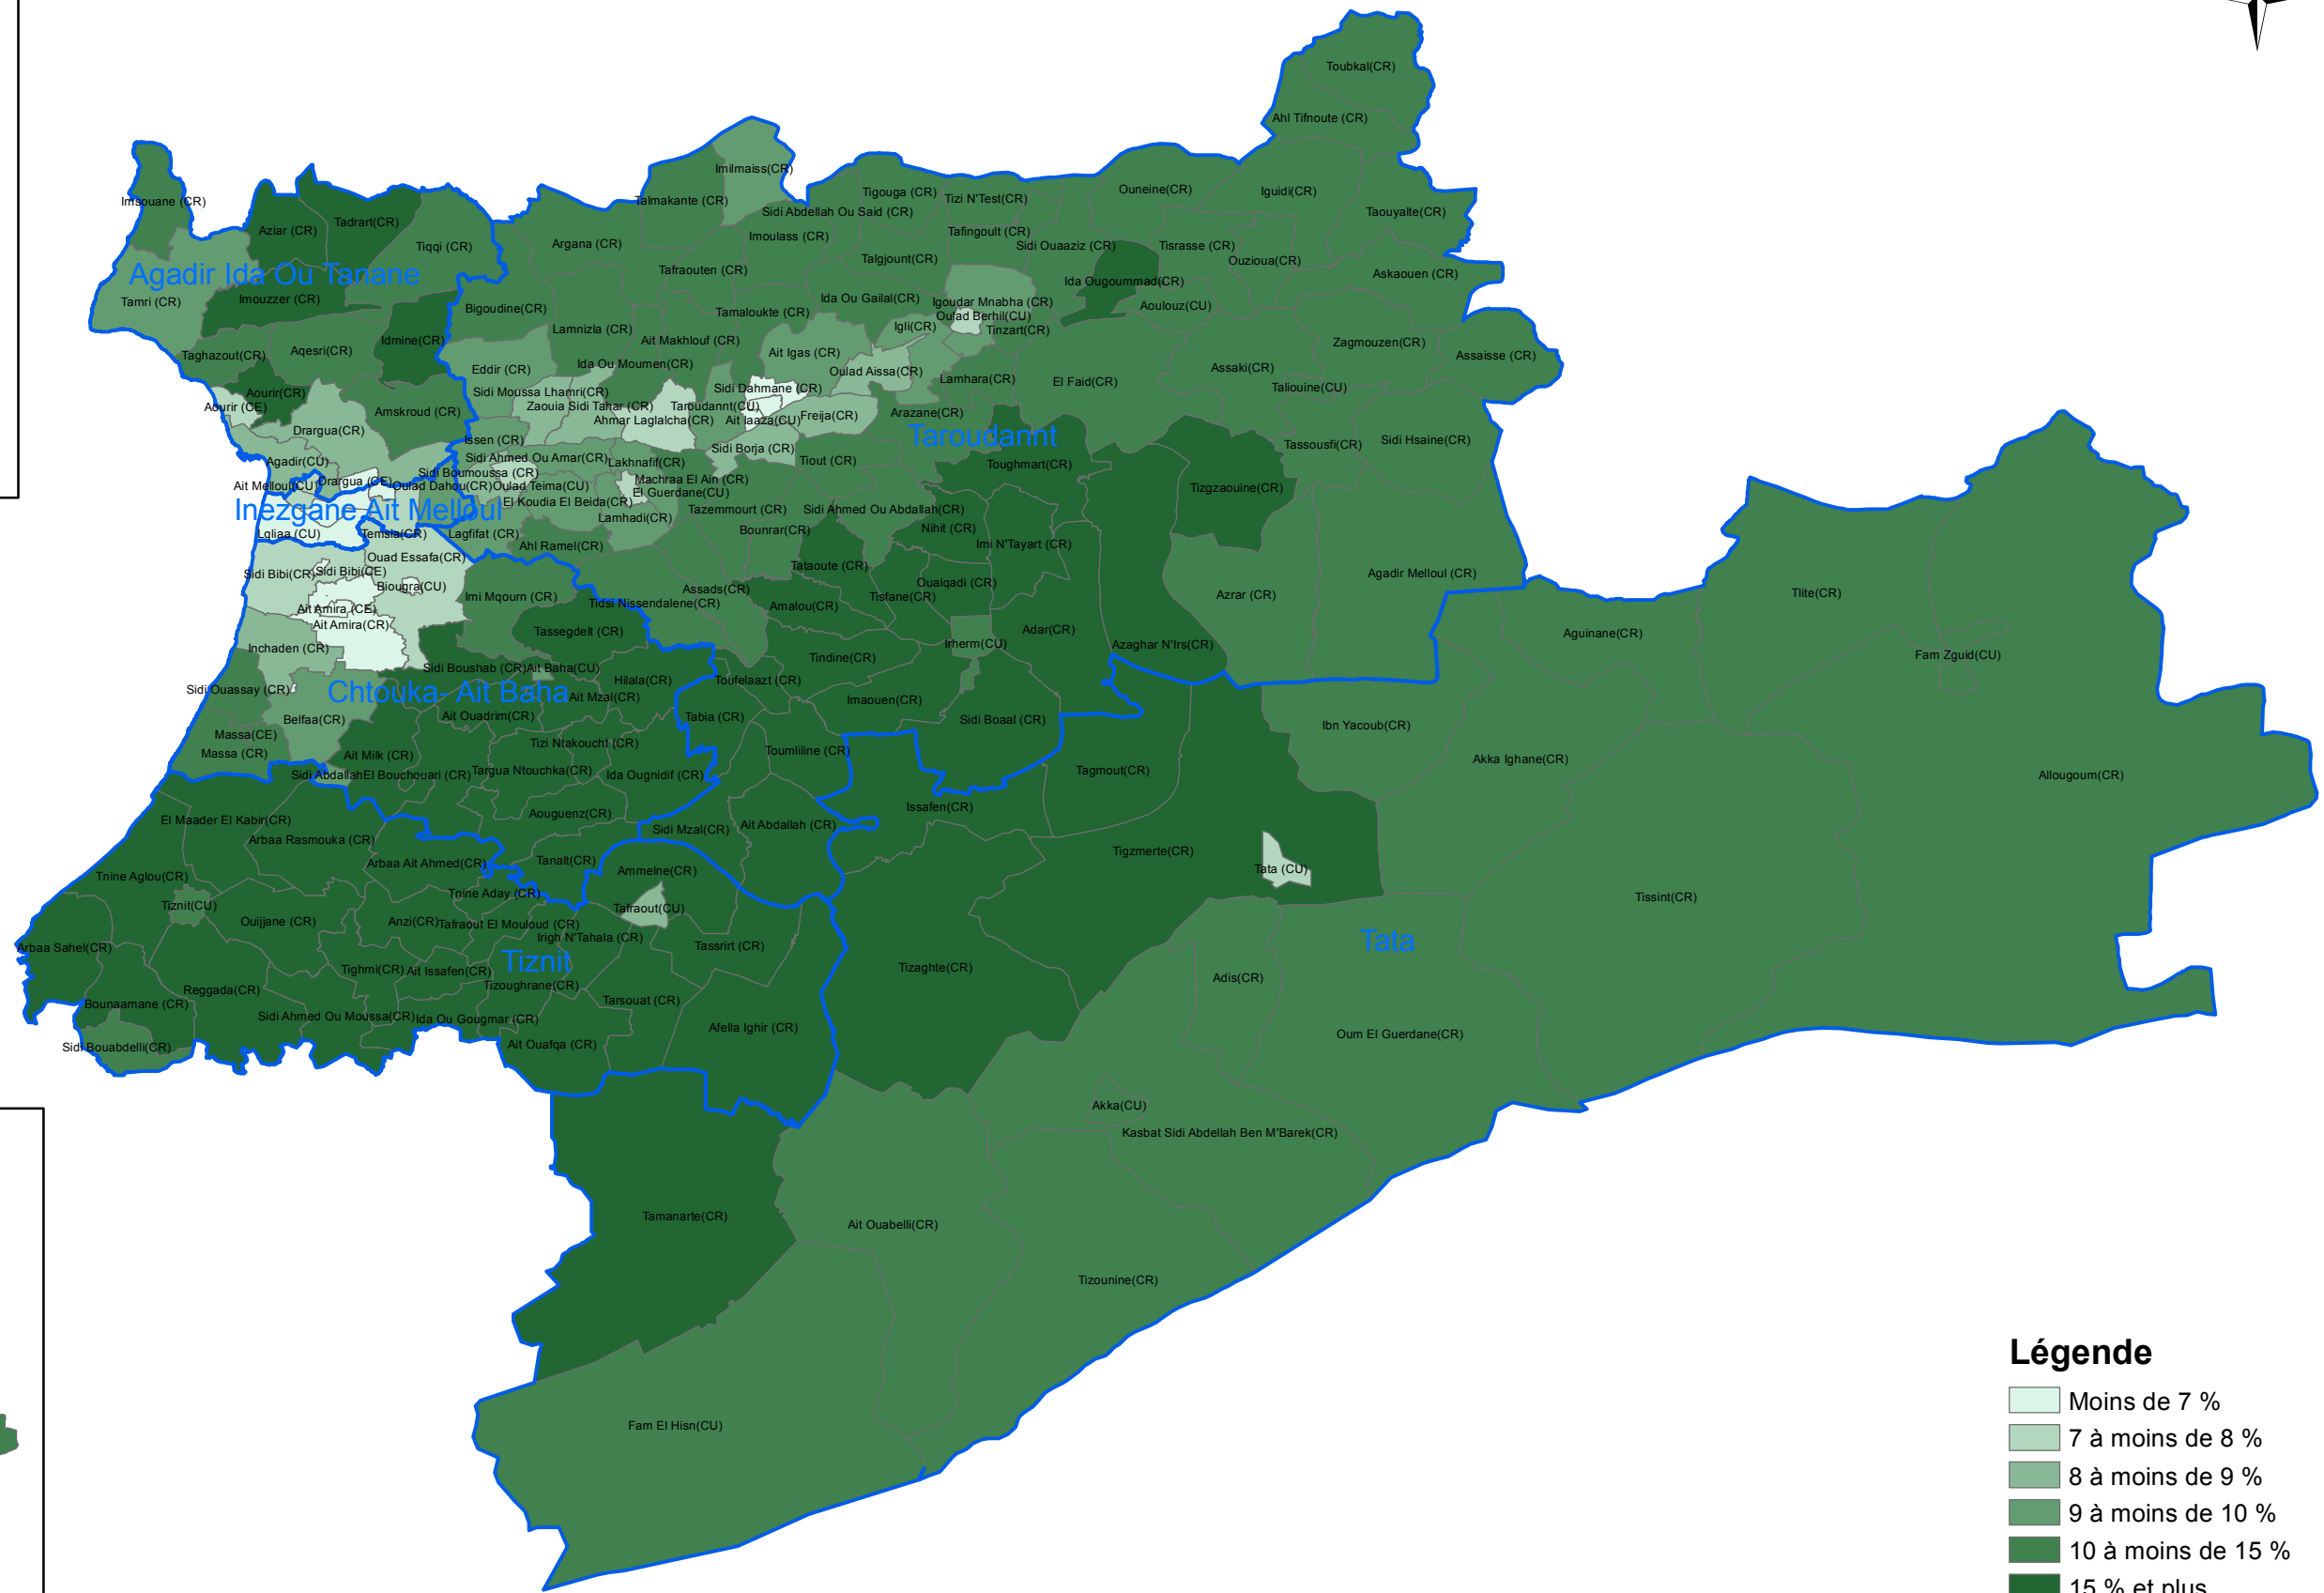 Toubkal(CR)
Ahl Tifnoute (CR)
Imilmaiss(CR)
Imsouane (CR)
Talmakante (CR)
Tigouga (CR)
Tizi N'Test(CR)
Ouneine(CR)
Iguidi(CR)
Sidi Abdellah Ou Said (CR)
Taouyalte(CR)
Aziar (CR)
Tadrart(CR)
Tiqqi (CR)
Argana (CR)
Imoulass (CR)
Tafingoult (CR)
Sidi Ouaaziz (CR)
Tisrasse (CR)
Ouzioua(CR)
Talgjount(CR)
Agadir Ida Ou Tanane
Tafraouten (CR)
Askaouen (CR)
Ida Ougoummad(CR)
Tamri (CR)
Imouzzer (CR)
Bigoudine(CR)
Tamaloukte (CR)
Ida Ou Gailal(CR)
Igoudar Mnabha (CR)
Aoulouz(CU)
Oulad Berhil(CU)
Lamnizla (CR)
Igli(CR)
Tinzart(CR)
Idmine(CR)
Ait Makhlouf (CR)
Zagmouzen(CR)
Taghazout(CR)
Aqesri(CR)
Ait Igas (CR)
Assaisse (CR)
Eddir (CR)
Ida Ou Moumen(CR)
Oulad Aissa(CR)
Lamhara(CR)
El Faid(CR)
Assaki(CR)
Taliouine(CU)
Aourir(CR)
Sidi Moussa Lhamri(CR)
Sidi Dahmane (CR)
Aourir (CE)
Amskroud (CR)
Zaouia Sidi Tahar (CR)
Taroudannt(CU)
Ahmar Laglalcha(CR)
Ait Iaaza(CU)
Freija(CR)
Arazane(CR)
Drargua(CR)
Issen (CR)
Taroudannt
Tassousfi(CR)
Sidi Hsaine(CR)
Sidi Borja (CR)
Agadir(CU)
Sidi Ahmed Ou Amar(CR)
Lakhnafif(CR)
Tiout (CR)
Toughmart(CR)
Sidi Boumoussa (CR)
Drargua (CE)
Machraa El Ain (CR)
Ait Melloul(CU)
Oulad Dahou(CR)
Oulad Teima(CU)
El Guerdane(CU)
Tizgzaouine(CR)
El Koudia El Beida(CR)
Inezgane Ait Melloul
Lamhadi(CR)
Tazemmourt (CR)
Sidi Ahmed Ou Abdallah(CR)
Lqliaa (CU)
Temsia(CR)
Lagfifat (CR)
Bounrar(CR)
Nihit (CR)
Ahl Ramel(CR)
Imi N'Tayart (CR)
Ouad Essafa(CR)
Tataoute (CR)
Sidi Bibi(CR)
Sidi Bibi(CE)
Agadir Melloul (CR)
Biougra(CU)
Assads(CR)
Oualqadi (CR)
Imi Mqourn (CR)
Tidsi Nissendalene(CR)
Amalou(CR)
Tisfane(CR)
Azrar (CR)
Tlite(CR)
Ait Amira (CE)
Ait Amira(CR)
Tassegdelt (CR)
Adar(CR)
Aguinane(CR)
Inchaden (CR)
Irherm(CU)
Azaghar N'Irs(CR)
Tindine(CR)
Fam Zguid(CU)
Sidi Boushab (CR)
Ait Baha(CU)
Hilala(CR)
Toufelaazt (CR)
Sidi Ouassay (CR)
Chtouka- Ait Baha
Ait Mzal(CR)
Imaouen(CR)
Belfaa(CR)
Ait Ouadrim(CR)
Tabia (CR)
Sidi Boaal (CR)
Ibn Yacoub(CR)
Massa(CE)
Massa (CR)
Ait Milk (CR)
Tizi Ntakoucht (CR)
Toumliline (CR)
Akka Ighane(CR)
Sidi Abdallah El Bouchouari (CR)
Targua Ntouchka(CR)
Ida Ougnidif (CR)
Tagmout(CR)
Allougoum(CR)
Issafen(CR)
El Maader El Kabir(CR)
Aouguenz(CR)
Arbaa Rasmouka (CR)
Sidi Mzal(CR)
Ait Abdallah (CR)
Arbaa Ait Ahmed(CR)
Tanalt(CR)
Ammelne(CR)
Tigzmerte(CR)
Tata (CU)
Tnine Aglou(CR)
Tnine Aday (CR)
Tissint(CR)
Tiznit(CU)
Tafraout(CU)
Ouijjane (CR)
Anzi(CR)
Tafraout El Mouloud (CR)
Irigh N'Tahala (CR)
Arbaa Sahel(CR)
Tassrirt (CR)
Tata
Tiznit
Tighmi(CR)
Ait Issafen(CR)
Tizaghte(CR)
Adis(CR)
Reggada(CR)
Tizoughrane(CR)
Bounaamane (CR)
Tarsouat (CR)
Sidi Ahmed Ou Moussa(CR)
Ida Ou Gougmar (CR)
Afella Ighir (CR)
Oum El Guerdane(CR)
Sidi Bouabdelli(CR)
Ait Ouafqa (CR)
Akka(CU)
Kasbat Sidi Abdellah Ben M'Barek(CR)
Tamanarte(CR)
Ait Ouabelli(CR)
Tizounine(CR)
Fam El Hisn(CU)
Légende
Moins de 7 %
7 à moins de 8 %
8 à moins de 9 %
9 à moins de 10 %
10 à moins de 15 %
15 % et plus